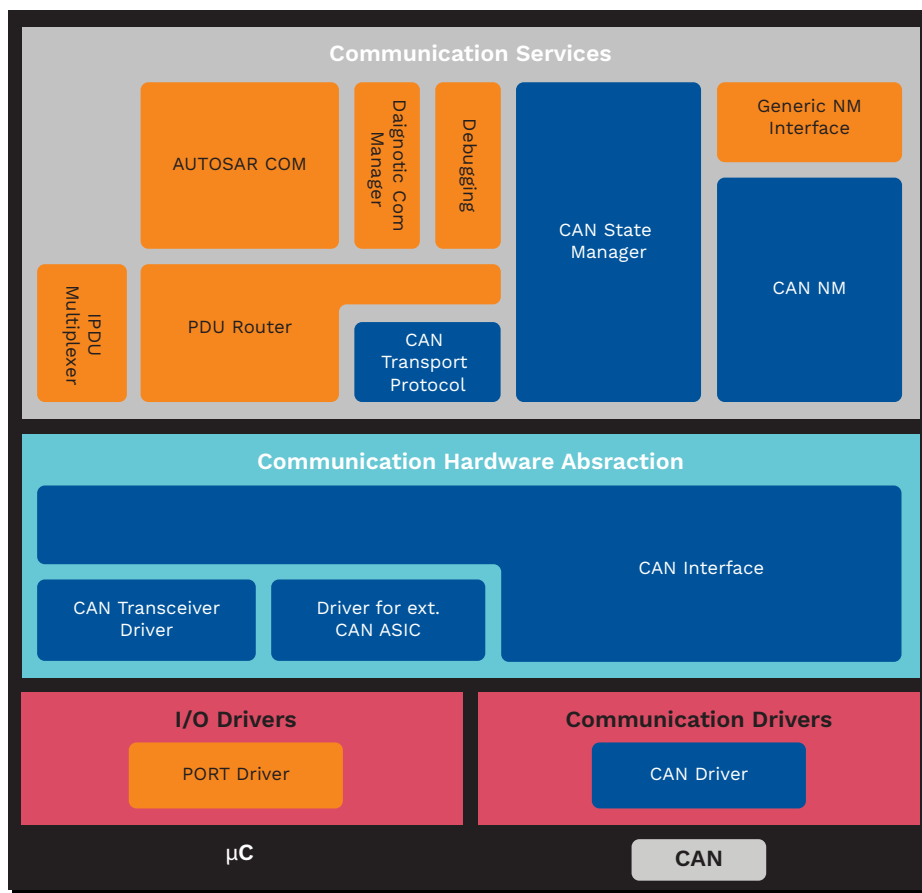 Communication Services
AUTOSAR COM
Daignotic Com
Manager
Debugging
CAN State
Manager
Generic NM
Interface
CAN NM
IPDU
Multiplexer
PDU Router
CAN
Transport
Protocol
Communication Hardware Absraction
CAN Interface
CAN Transceiver
Driver
Driver for ext.
CAN ASIC
I/O Drivers
PORT Driver
Communication Drivers
CAN Driver
µC
CAN